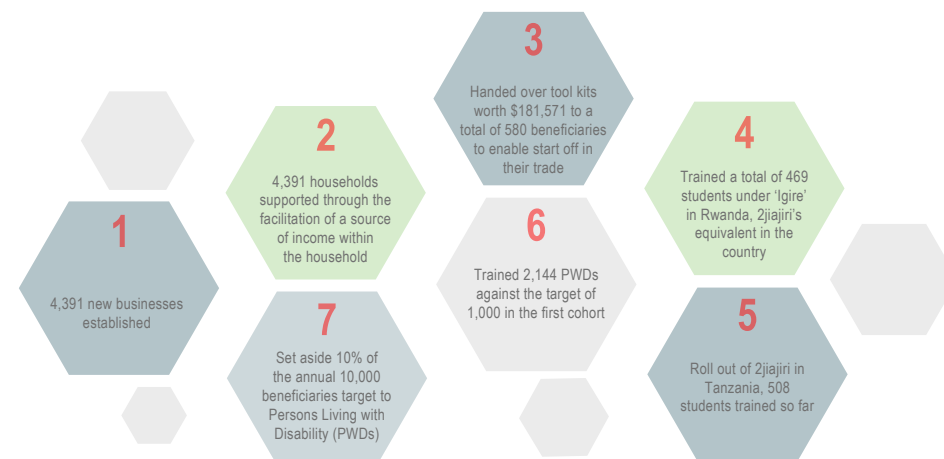 1
4,391 new businesses
established
2
4,391 households
supported through the
facilitation of a source
of income within
the household
3
Handed over tool kits
worth $181,571 to a
total of 580 beneficiaries
to enable start off in
their trade
4
Trained a total of 469
students under ‘Igire’
in Rwanda, 2jiajiri’s
equivalent in the
country
5
Roll out of 2jiajiri in
Tanzania, 508
students trained so far
6
Trained 2,144 PWDs
against the target of
1,000 in the first cohort
7
Set aside 10% of
the annual 10,000
beneficiaries target to
Persons Living with
Disability (PWDs)